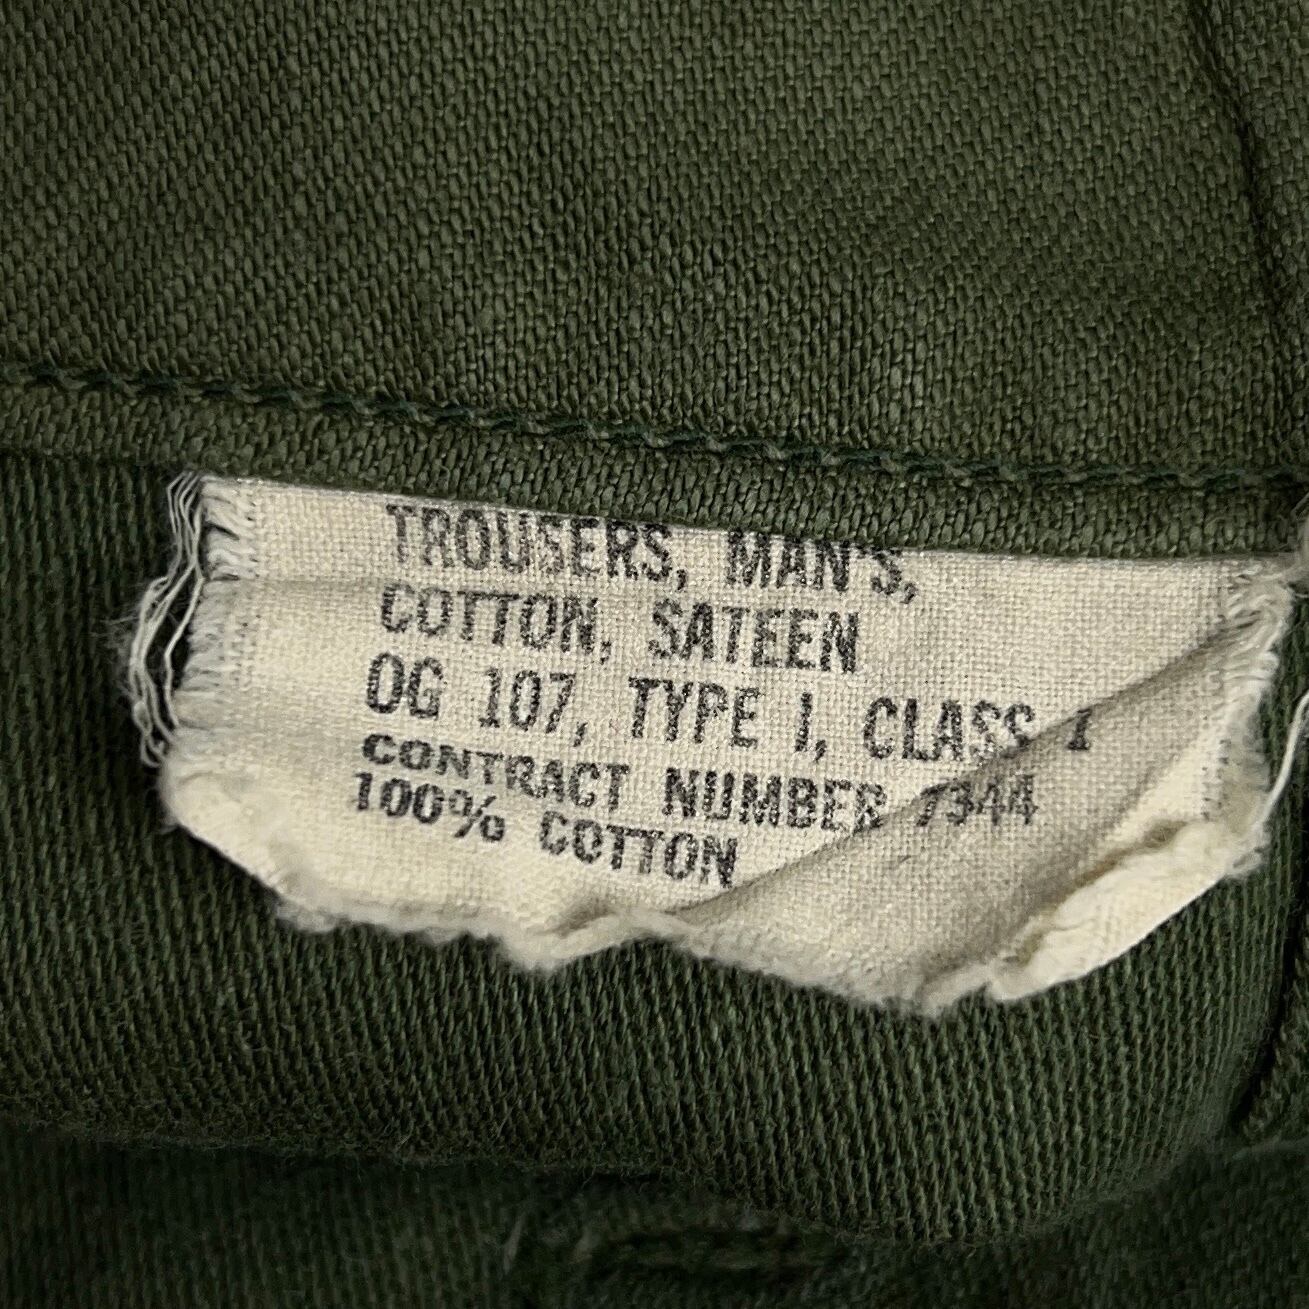 TROUSERS, MAN'S,
COTTON, SATEEN
OG 107, TYPE I, CLASS I
CONTRACT NUMBER 7344
100% COTTON